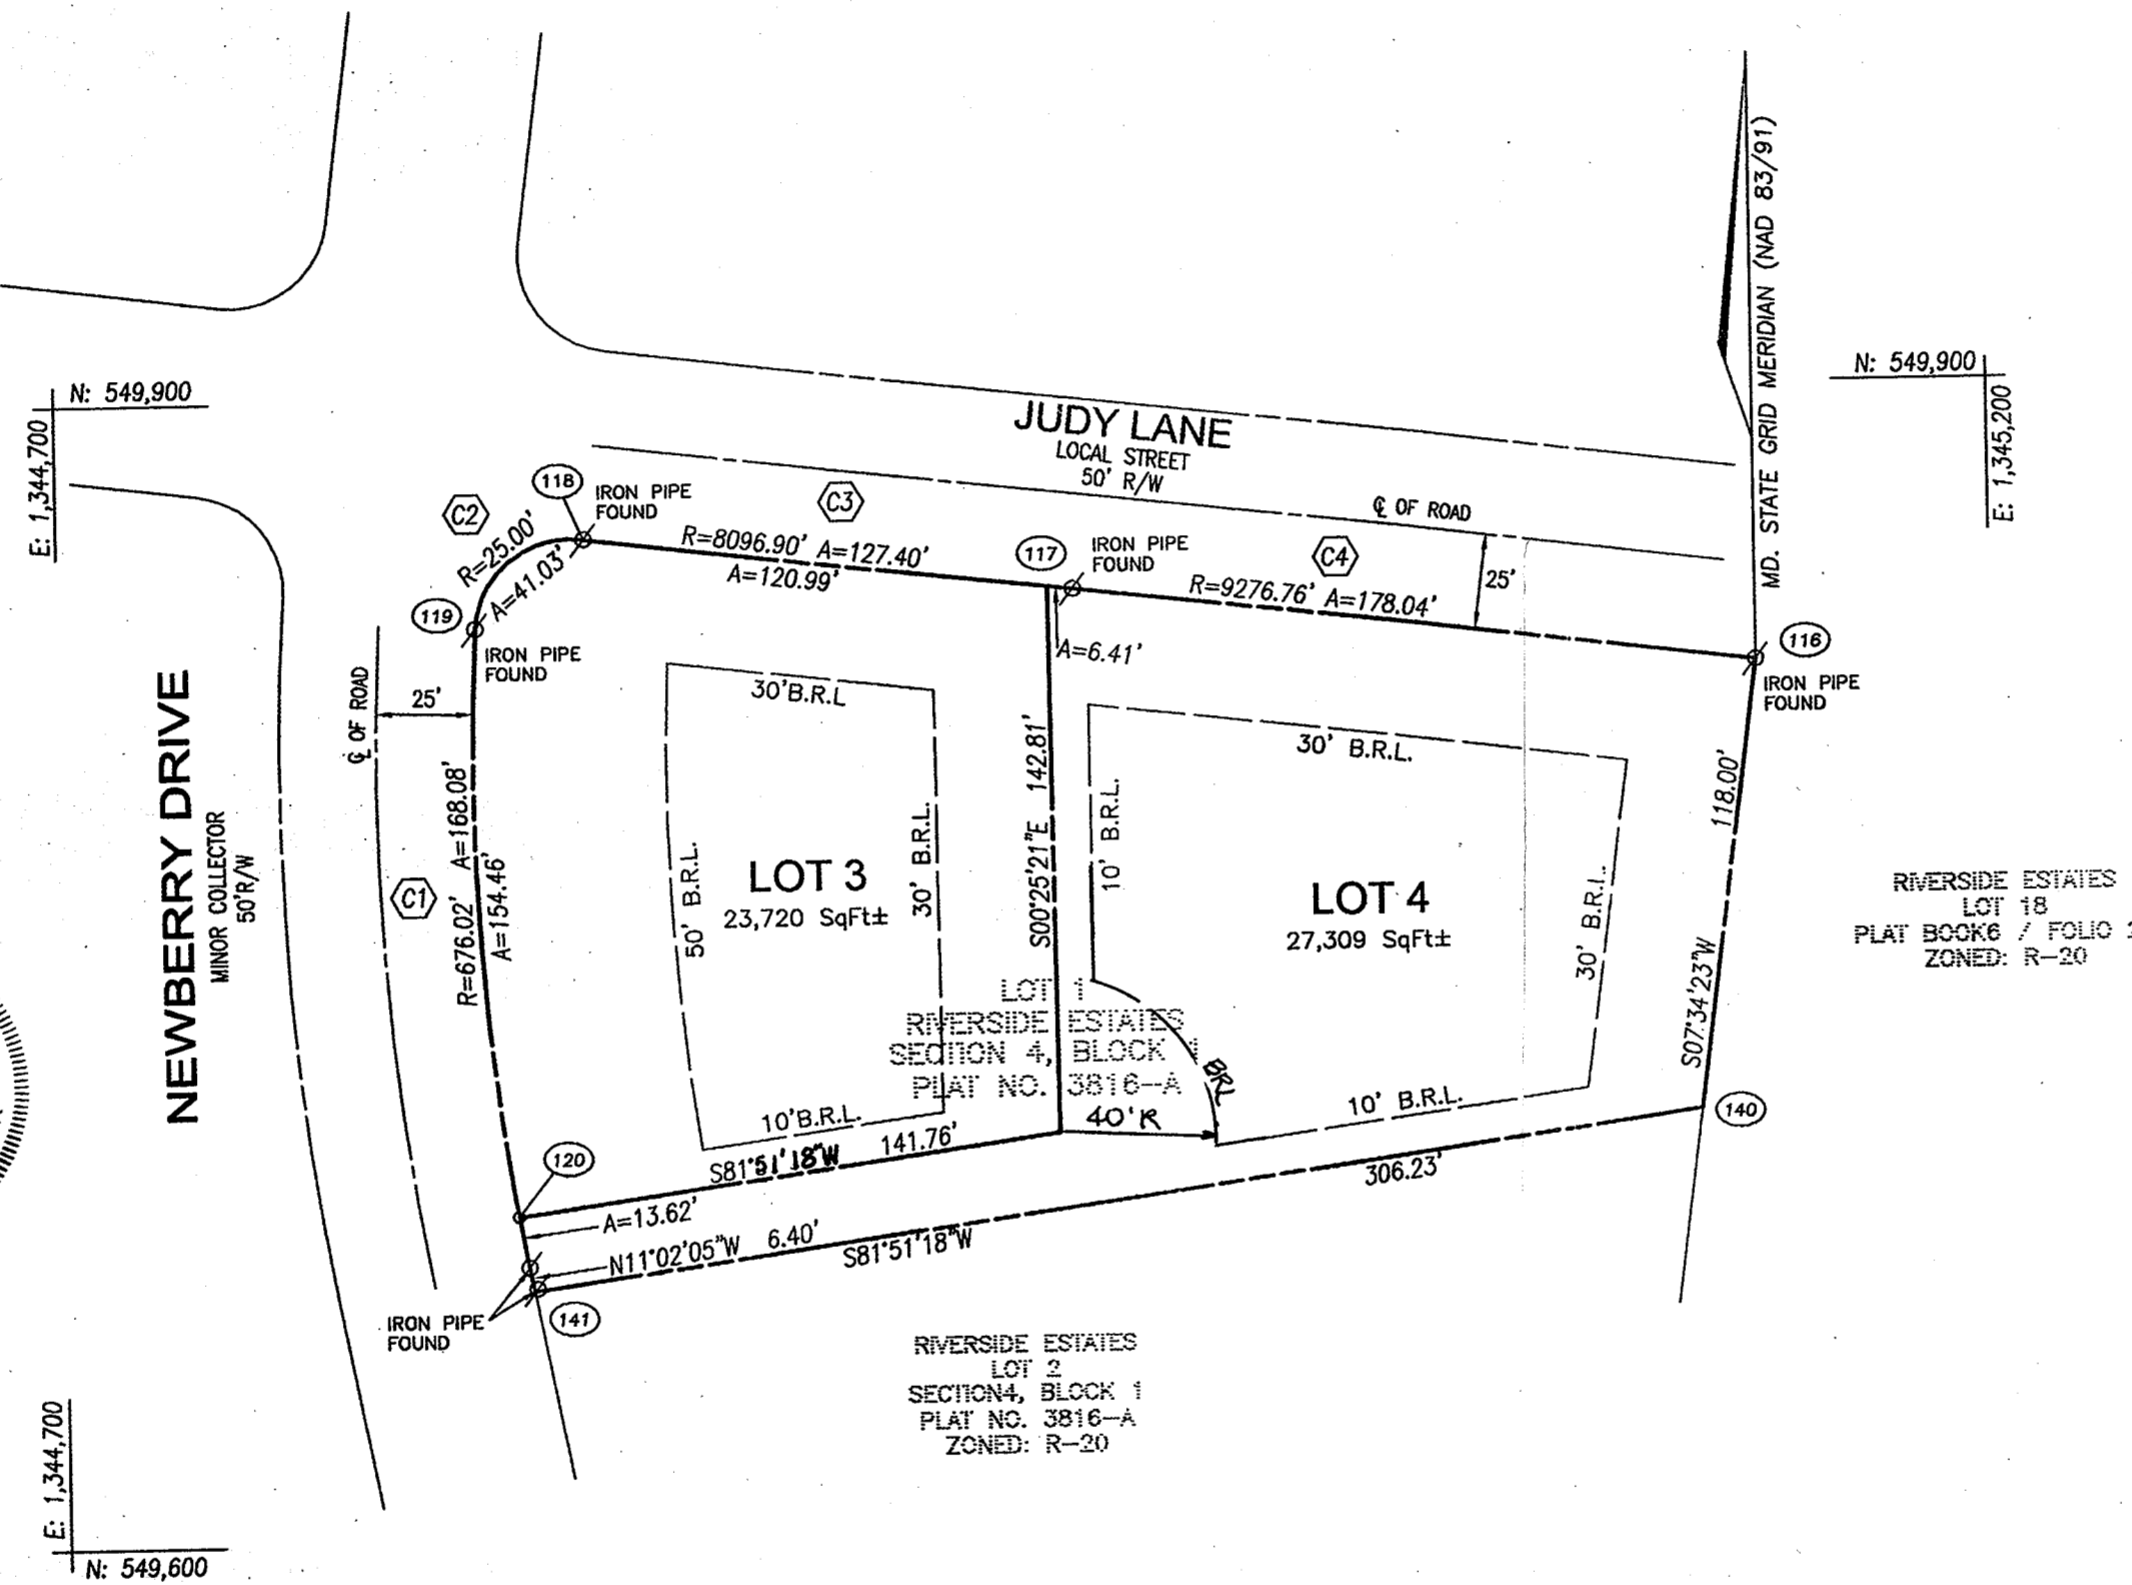 N: 549,900
E: 1,344,700
N: 549,900
E: 1,345,200
MD. STATE GRID MERIDIAN (NAD 83/91)
JUDY LANE
LOCAL STREET
50' R/W
℄ OF ROAD
25'
118
IRON PIPE
FOUND
C2
R=25.00'
A=41.03'
C3
R=8096.90' A=127.40'
A=120.99'
117
IRON PIPE
FOUND
C4
R=9276.76' A=178.04'
A=6.41'
116
IRON PIPE
FOUND
119
IRON PIPE
FOUND
℄ OF ROAD
25'
NEWBERRY DRIVE
MINOR COLLECTOR
50'R/W
C1
R=676.02' A=168.08'
A=154.46'
30'B.R.L
50' B.R.L.
30' B.R.L.
10'B.R.L.
LOT 3
23,720 SqFt±
S00°25'21"E 142.81'
30' B.R.L.
10' B.R.L.
30' B.R.L.
10' B.R.L.
LOT 4
27,309 SqFt±
BRL
40'R
118.00'
S07°34'23"W
140
RIVERSIDE ESTATES
LOT 18
PLAT BOOK6 / FOLIO
ZONED: R-20
LOT 1
RIVERSIDE ESTATES
SECTION 4, BLOCK 1
PLAT NO. 3816-A
S81°51'18"W 141.76'
120
A=13.62'
N11°02'05"W 6.40'
S81°51'18"W
306.23'
IRON PIPE
FOUND
141
RIVERSIDE ESTATES
LOT 2
SECTION4, BLOCK 1
PLAT NO. 3816-A
ZONED: R-20
E: 1,344,700
N: 549,600